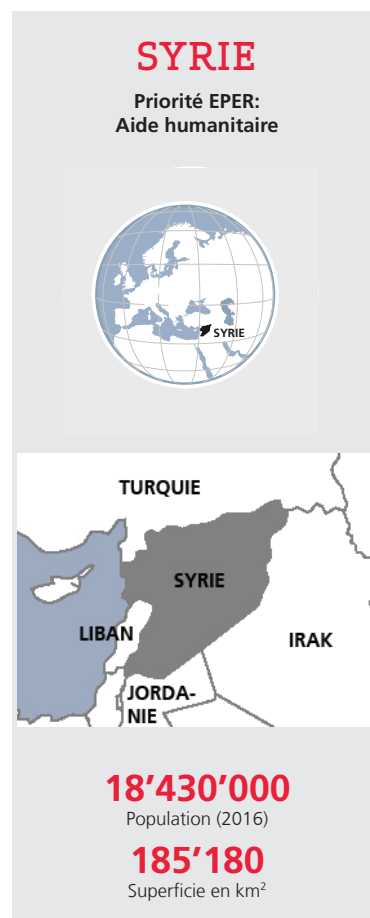 SYRIE
Priorité EPER:
Aide humanitaire
SYRIE
TURQUIE
SYRIE
LIBAN
IRAK
JORDA-
NIE
18’430’000
Population (2016)
185’180
Superficie en km²